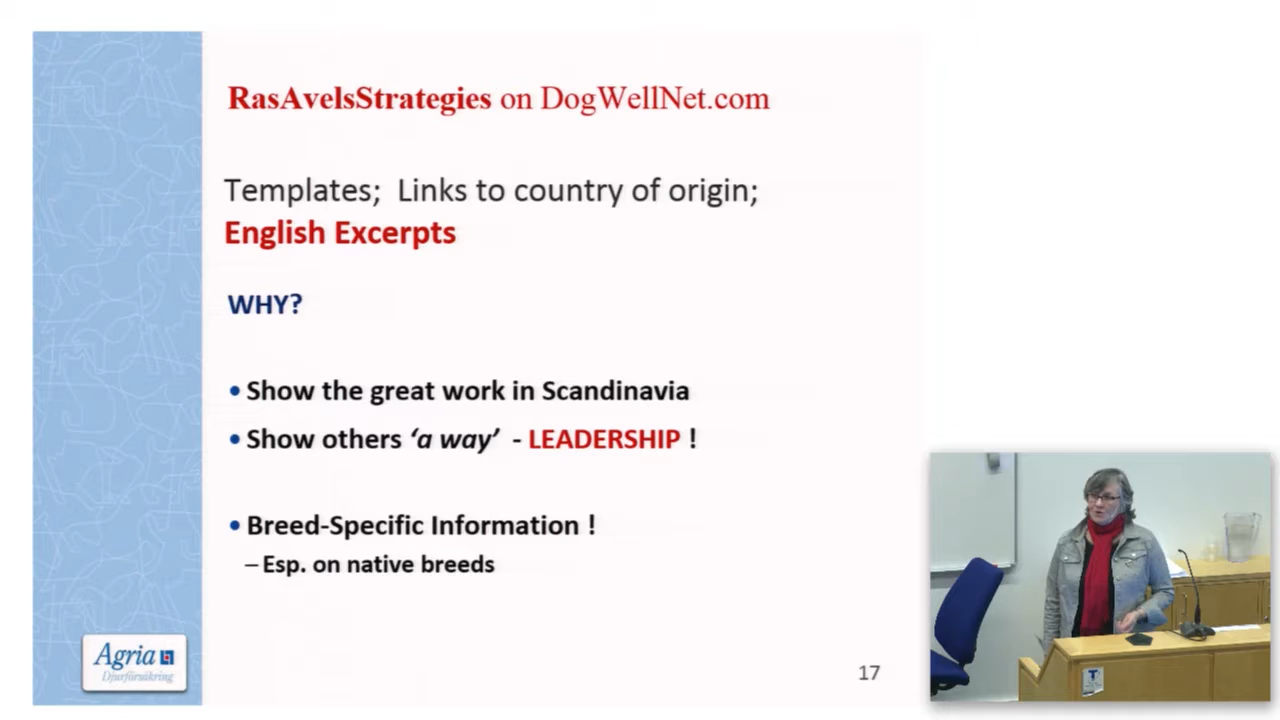 RasAvelsStrategies on DogWellNet.com
Templates; Links to country of origin;
English Excerpts
WHY?
• Show the great work in Scandinavia
• Show others ‘a way’ - LEADERSHIP !
• Breed-Specific Information !
– Esp. on native breeds
Agria
Djurförsäkring
17